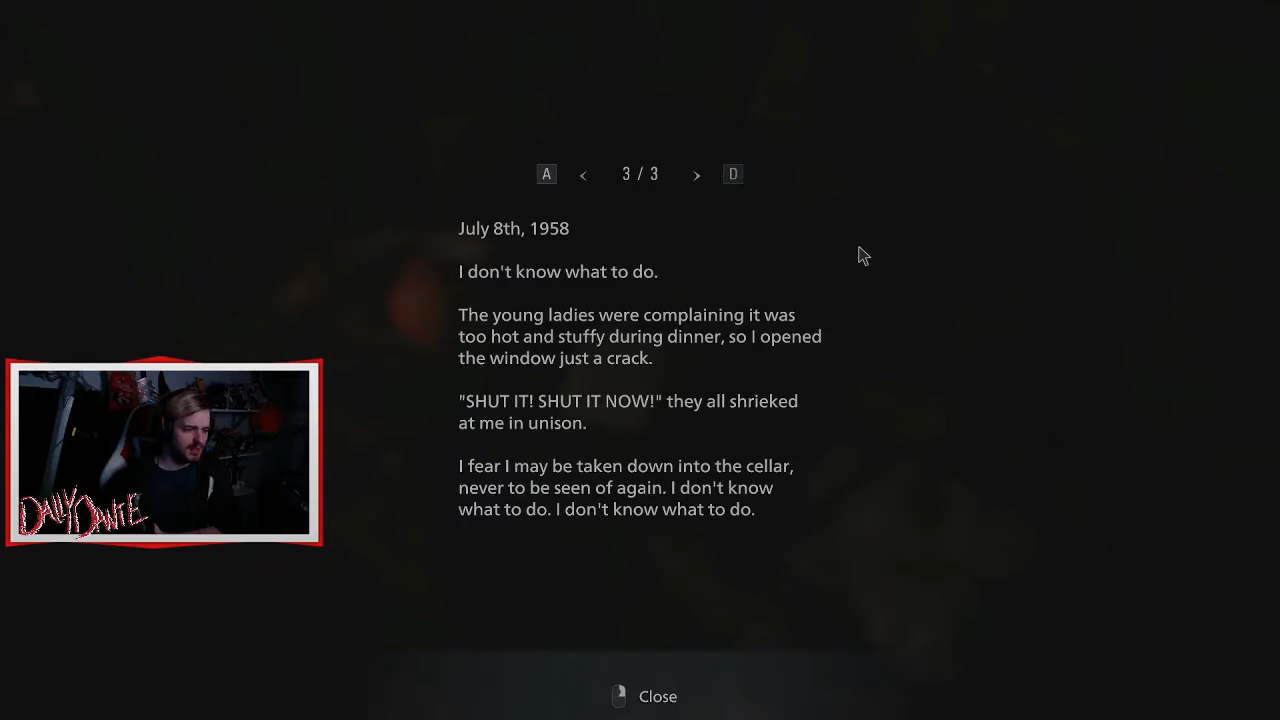 A < 3 / 3 > D
July 8th, 1958
I don't know what to do.
The young ladies were complaining it was
too hot and stuffy during dinner, so I opened
the window just a crack.
"SHUT IT! SHUT IT NOW!" they all shrieked
at me in unison.
I fear I may be taken down into the cellar,
never to be seen of again. I don't know
what to do. I don't know what to do.
DAILYDANTE
Close